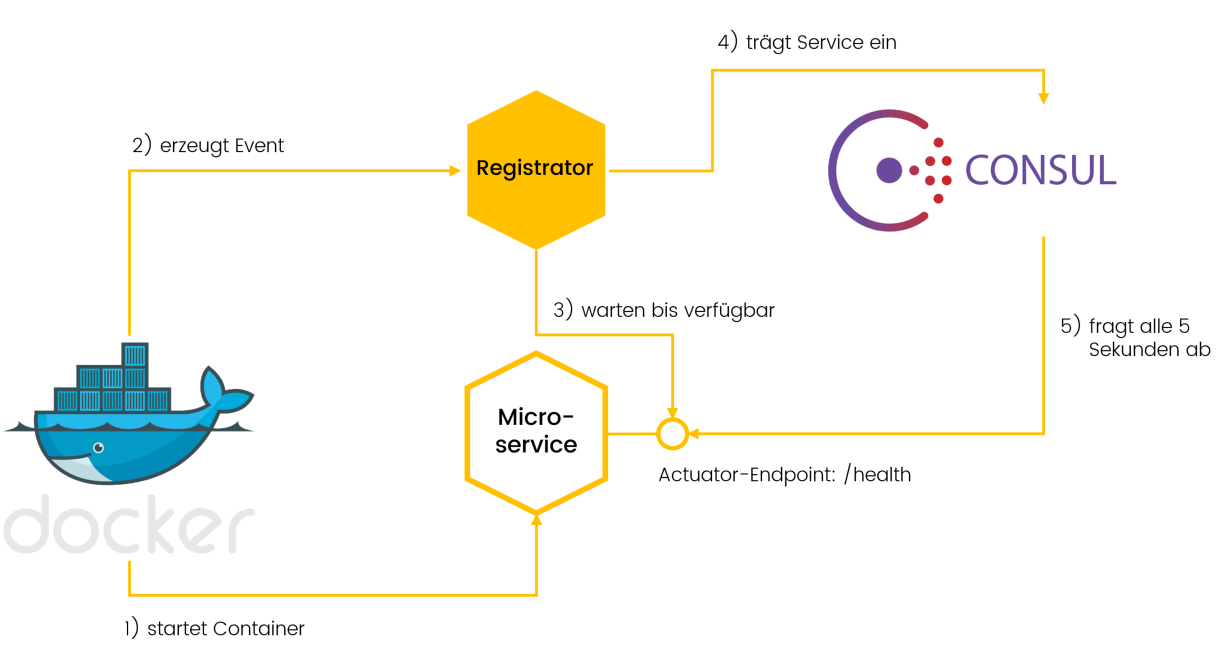 4) trägt Service ein
2) erzeugt Event
Registrator
CONSUL
3) warten bis verfügbar
5) fragt alle 5
Sekunden ab
Micro-
service
Actuator-Endpoint: /health
docker
1) startet Container